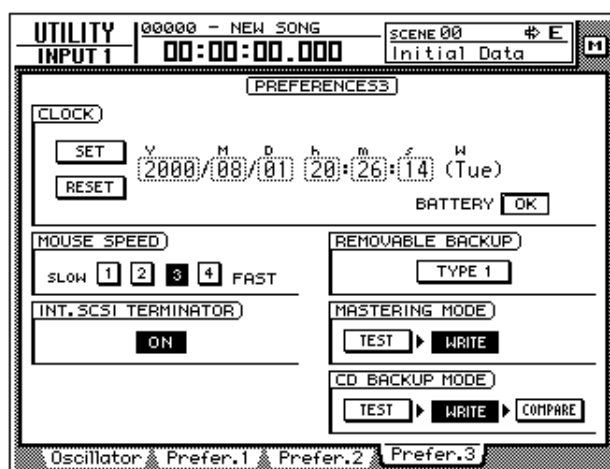 UTILITY
INPUT 1
00000 - NEW SONG
00:00:00.000
SCENE 00 E
Initial Data
M
PREFERENCES3
CLOCK
SET
RESET
Y M D h m s W
2000/08/01 20:26:14 (Tue)
BATTERY OK
MOUSE SPEED
SLOW 1 2 3 4 FAST
INT.SCSI TERMINATOR
ON
REMOVABLE BACKUP
TYPE 1
MASTERING MODE
TEST WRITE
CD BACKUP MODE
TEST WRITE COMPARE
Oscillator Prefer.1 Prefer.2 Prefer.3